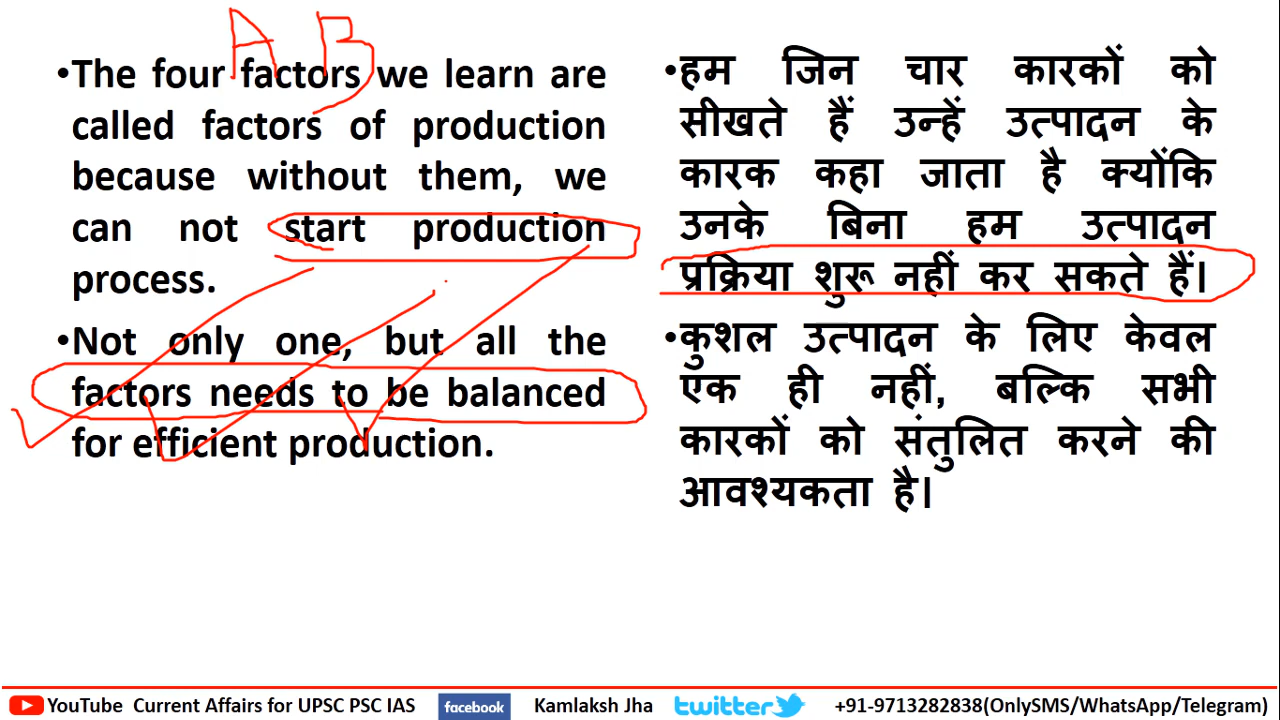 A B
•The four factors we learn are
called factors of production
because without them, we
can not start production
process.
•Not only one, but all the
factors needs to be balanced
for efficient production.
•हम जिन चार कारकों को
सीखते हैं उन्हें उत्पादन के
कारक कहा जाता है क्योंकि
उनके बिना हम उत्पादन
प्रक्रिया शुरू नहीं कर सकते हैं।
•कुशल उत्पादन के लिए केवल
एक ही नहीं, बल्कि सभी
कारकों को संतुलित करने की
आवश्यकता है।
YouTube Current Affairs for UPSC PSC IAS facebook Kamlaksh Jha twitter +91-9713282838(OnlySMS/WhatsApp/Telegram)